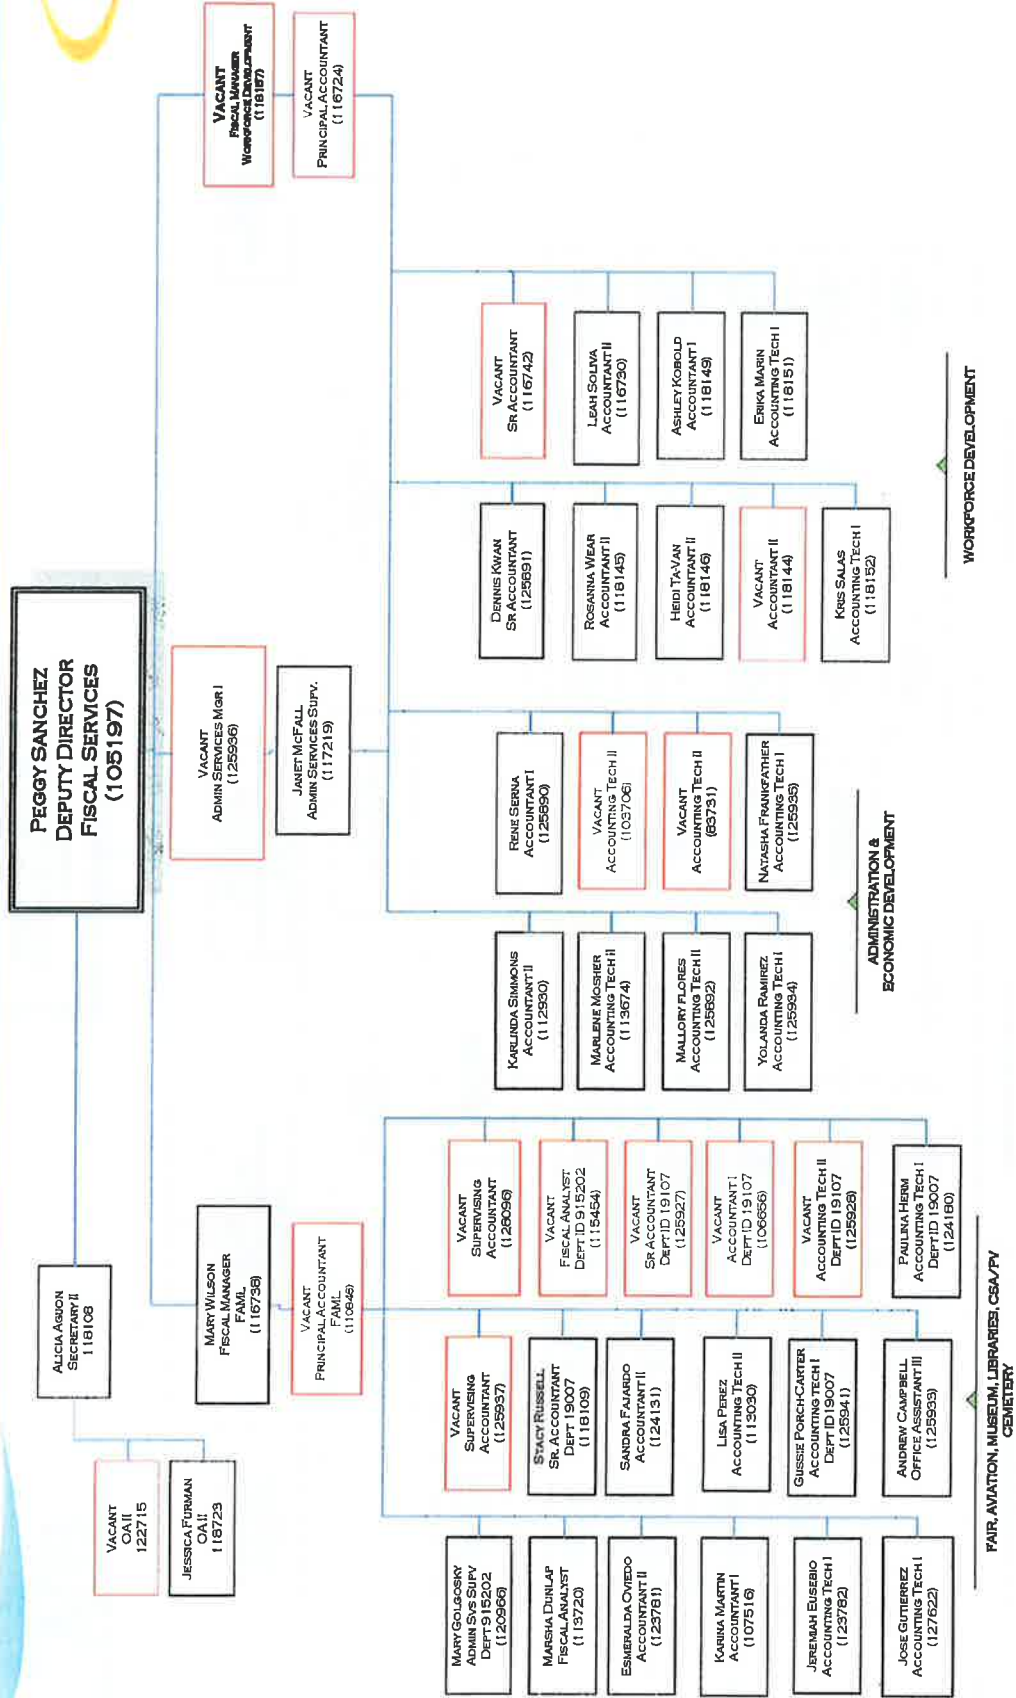 PEGGY SANCHEZ
DEPUTY DIRECTOR
FISCAL SERVICES
(105197)
ALICIA AGUON
SECRETARY II
118108
VACANT
OA II
122715
JESSICA FURMAN
OA II
118723
MARY WILSON
FISCAL MANAGER
FAML
(116738)
VACANT
PRINCIPAL ACCOUNTANT
FAML
(110846)
VACANT
ADMIN SERVICES MGR I
(125936)
JANET MCFALL
ADMIN SERVICES SUPV.
(117219)
VACANT
FISCAL MANAGER
WORKFORCE DEVELOPMENT
(118167)
VACANT
PRINCIPAL ACCOUNTANT
(116724)
MARY GOLGOSKY
ADMIN SVS SUPV
DEPT 915202
(120966)
MARSHA DUNLAP
FISCAL ANALYST
(113720)
ESMERALDA OVIEDO
ACCOUNTANT II
(123781)
KARINA MARTIN
ACCOUNTANT I
(107516)
JEREMIAH EUSEBIO
ACCOUNTING TECH I
(123782)
JOSE GUTIERREZ
ACCOUNTING TECH I
(127622)
VACANT
SUPERVISING
ACCOUNTANT
(125937)
STACY RUSSELL
SR. ACCOUNTANT
DEPT 19007
(118109)
SANDRA FAJARDO
ACCOUNTANT II
(124131)
LISA PEREZ
ACCOUNTING TECH II
(113030)
GUSSIE PORCH-CARTER
ACCOUNTING TECH I
DEPT ID19007
(125941)
ANDREW CAMPBELL
OFFICE ASSISTANT III
(125933)
VACANT
SUPERVISING
ACCOUNTANT
(128096)
VACANT
FISCAL ANALYST
DEPT ID 915202
(115454)
VACANT
SR ACCOUNTANT
DEPT ID 19107
(125927)
VACANT
ACCOUNTANT I
DEPT ID 19107
(106656)
VACANT
ACCOUNTING TECH II
DEPT ID 19107
(125928)
PAULINA HERM
ACCOUNTING TECH I
DEPT ID 19007
(124180)
FAIR, AVIATION, MUSEUM, LIBRARIES, CSA/PV
CEMETERY
KARLINDA SIMMONS
ACCOUNTANT II
(112930)
MARLENE MOSHER
ACCOUNTING TECH II
(113674)
MALLORY FLORES
ACCOUNTING TECH II
(125892)
YOLANDA RAMIREZ
ACCOUNTING TECH I
(125934)
RENE SERNA
ACCOUNTANT I
(125890)
VACANT
ACCOUNTING TECH II
(103706)
VACANT
ACCOUNTING TECH II
(83731)
NATASHA FRANKFATHER
ACCOUNTING TECH I
(125935)
ADMINISTRATION &
ECONOMIC DEVELOPMENT
DENNIS KWAN
SR ACCOUNTANT
(125891)
ROSANNA WEAR
ACCOUNTANT II
(118145)
HEIDI TA-VAN
ACCOUNTANT II
(118146)
VACANT
ACCOUNTANT II
(118144)
KRIS SALAS
ACCOUNTING TECH I
(118152)
VACANT
SR ACCOUNTANT
(116742)
LEAH SOLIVA
ACCOUNTANT II
(116730)
ASHLEY KOBOLD
ACCOUNTANT I
(118149)
ERIKA MARIN
ACCOUNTING TECH I
(118151)
WORKFORCE DEVELOPMENT